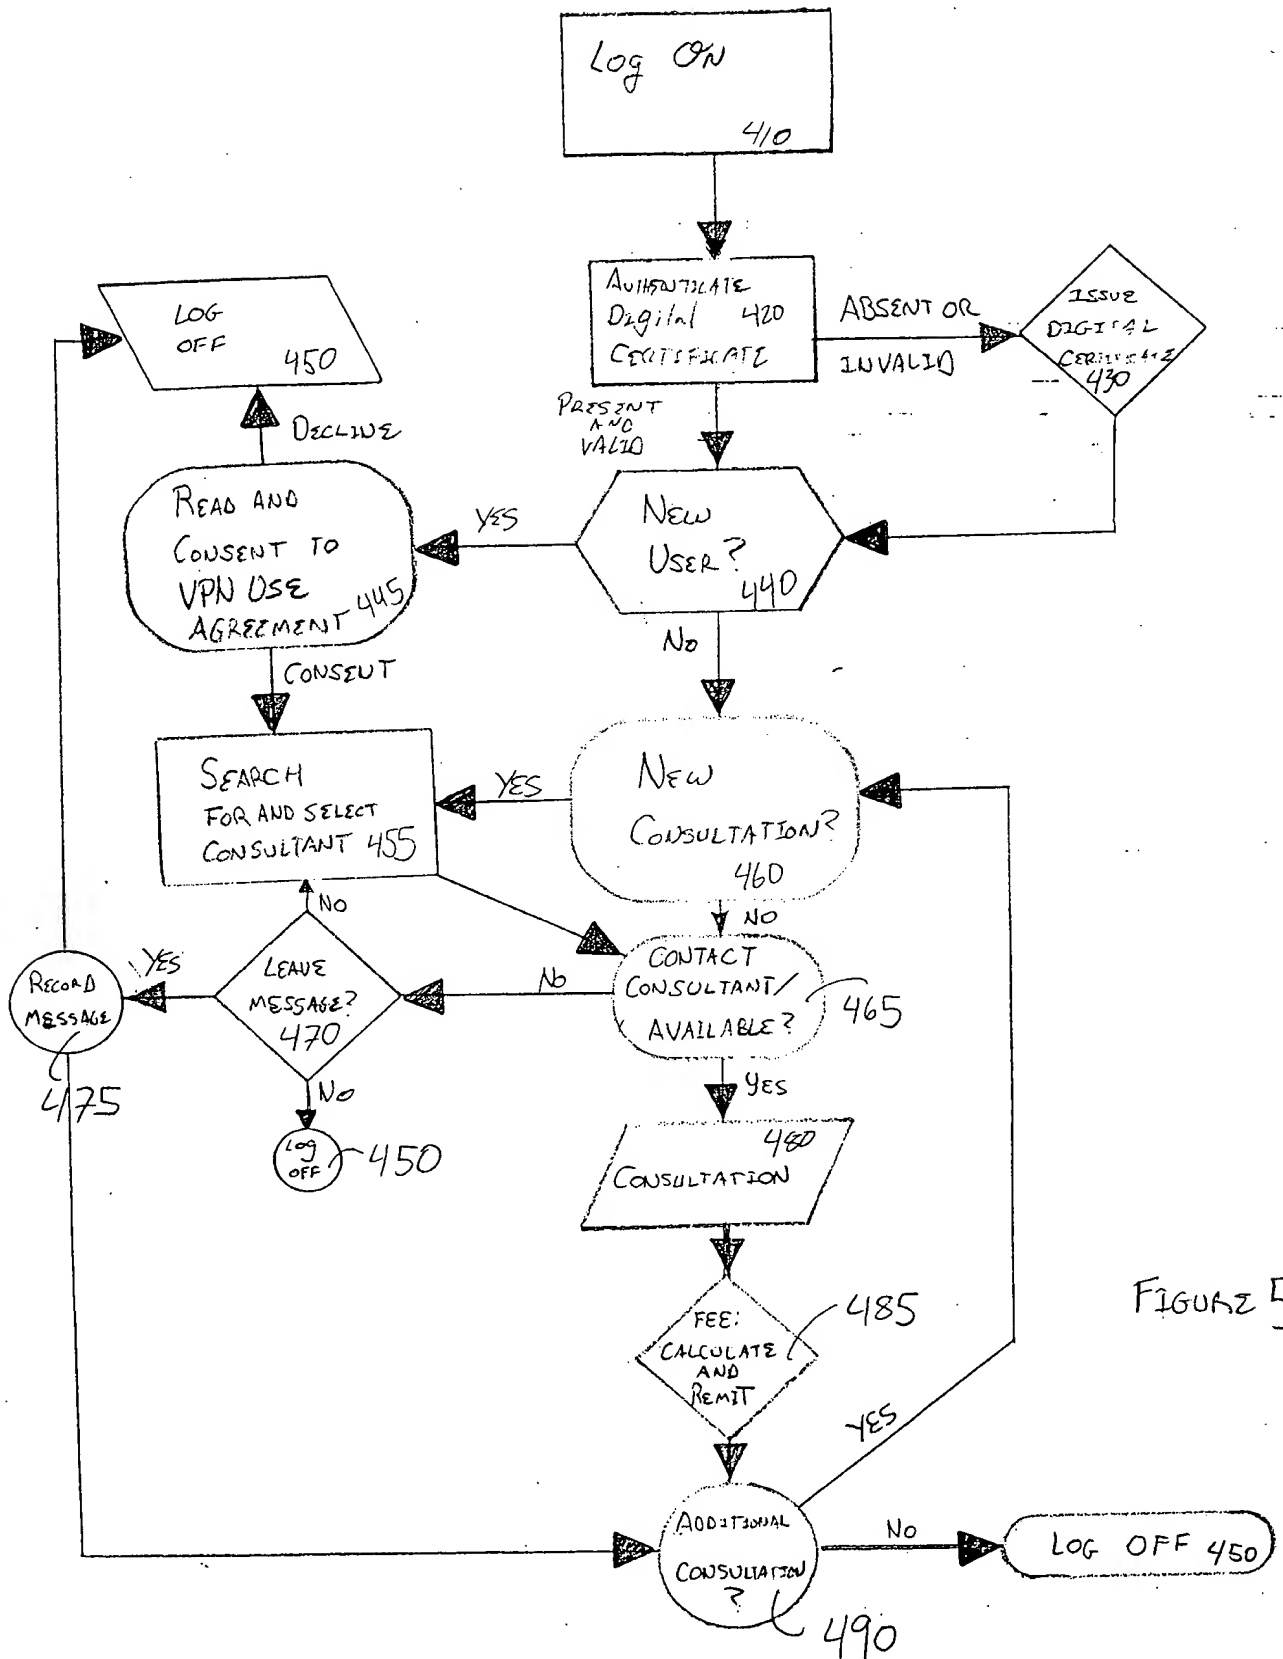 Log ON
410
AUTHENTICATE
Digital 420
CERTIFICATE
ABSENT OR
INVALID
ISSUE
DIGITAL
CERTIFICATE
430
LOG
OFF
450
DECLINE
PRESENT
AND
VALID
READ AND
CONSENT TO
VPN USE
AGREEMENT 445
YES
NEW
USER?
440
CONSENT
NO
SEARCH
FOR AND SELECT
CONSULTANT 455
YES
NEW
CONSULTATION?
460
NO
NO
RECORD
MESSAGE
475
YES
LEAVE
MESSAGE?
470
NO
CONTACT
CONSULTANT/
AVAILABLE?
465
NO
LOG
OFF
450
YES
480
CONSULTATION
FEE:
CALCULATE
AND
REMIT
485
FIGURE 5
YES
ADDITIONAL
CONSULTATION
?
490
NO
LOG OFF 450